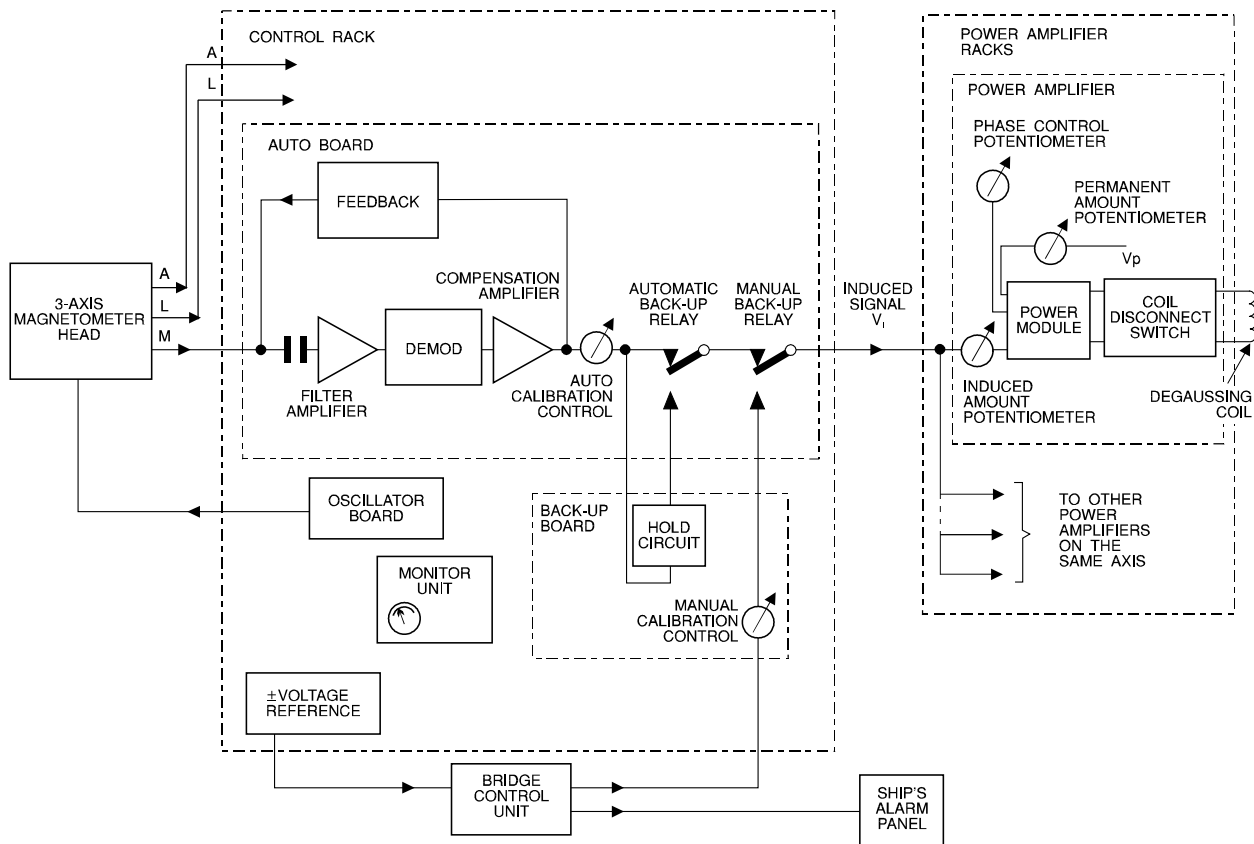 CONTROL RACK
A
L
AUTO BOARD
FEEDBACK
3-AXIS
MAGNETOMETER
HEAD
A
L
M
FILTER
AMPLIFIER
DEMOD
COMPENSATION
AMPLIFIER
AUTO
CALIBRATION
CONTROL
AUTOMATIC
BACK-UP
RELAY
MANUAL
BACK-UP
RELAY
INDUCED
SIGNAL
VI
POWER AMPLIFIER
RACKS
POWER AMPLIFIER
PHASE CONTROL
POTENTIOMETER
PERMANENT
AMOUNT
POTENTIOMETER
Vp
POWER
MODULE
COIL
DISCONNECT
SWITCH
INDUCED
AMOUNT
POTENTIOMETER
DEGAUSSING
COIL
TO OTHER
POWER
AMPLIFIERS
ON THE
SAME AXIS
OSCILLATOR
BOARD
BACK-UP
BOARD
HOLD
CIRCUIT
MONITOR
UNIT
MANUAL
CALIBRATION
CONTROL
±VOLTAGE
REFERENCE
BRIDGE
CONTROL
UNIT
SHIP'S
ALARM
PANEL